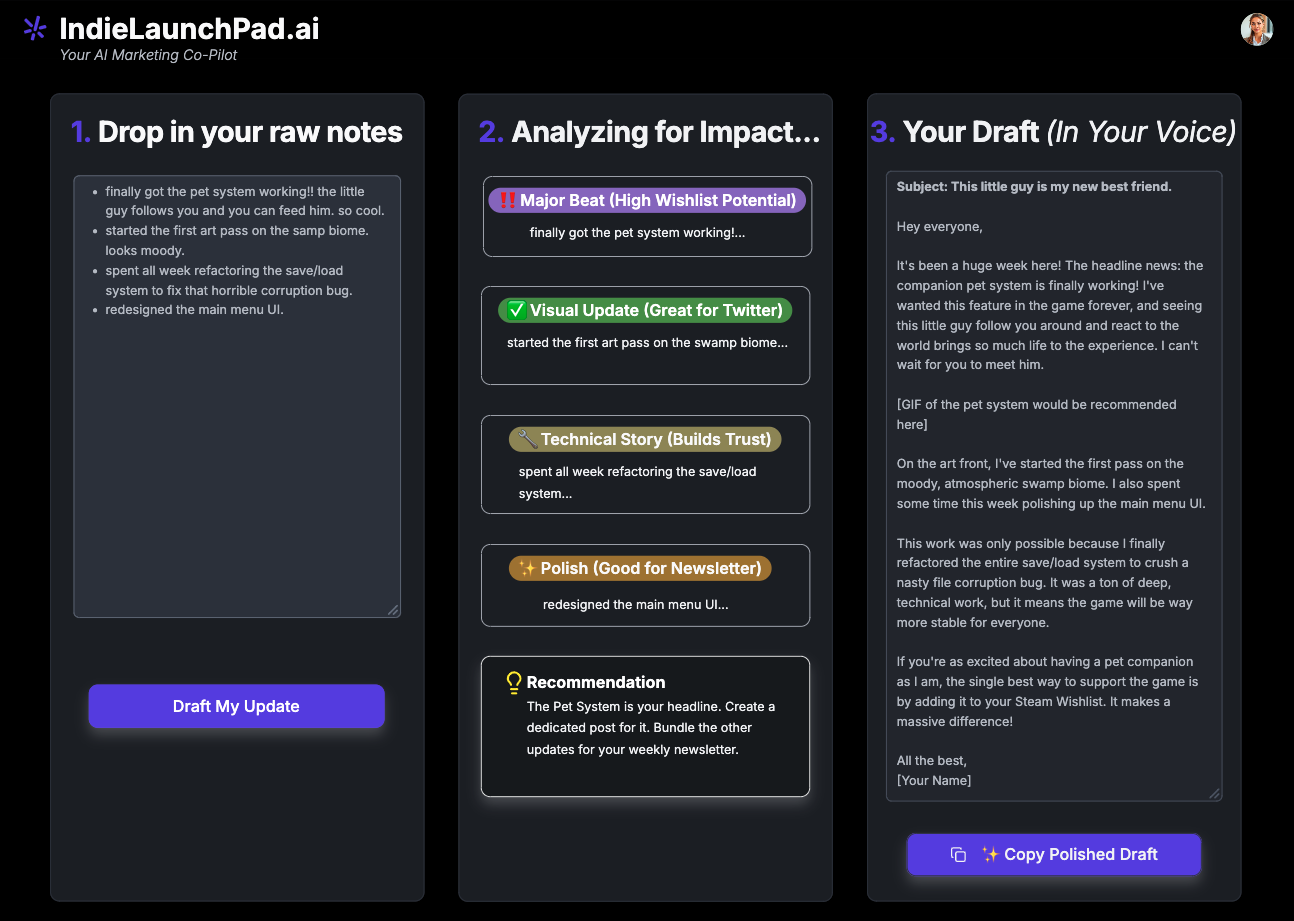 IndieLaunchPad.ai
Your AI Marketing Co-Pilot
1. Drop in your raw notes
• finally got the pet system working!! the little
guy follows you and you can feed him. so cool.
• started the first art pass on the samp biome.
looks moody.
• spent all week refactoring the save/load
system to fix that horrible corruption bug.
• redesigned the main menu UI.
Draft My Update
2. Analyzing for Impact...
‼️ Major Beat (High Wishlist Potential)
finally got the pet system working!...
✅ Visual Update (Great for Twitter)
started the first art pass on the swamp biome...
🔧 Technical Story (Builds Trust)
spent all week refactoring the save/load
system...
✨ Polish (Good for Newsletter)
redesigned the main menu UI...
Recommendation
The Pet System is your headline. Create a
dedicated post for it. Bundle the other
updates for your weekly newsletter.
3. Your Draft (In Your Voice)
Subject: This little guy is my new best friend.
Hey everyone,
It's been a huge week here! The headline news: the
companion pet system is finally working! I've
wanted this feature in the game forever, and seeing
this little guy follow you around and react to the
world brings so much life to the experience. I can't
wait for you to meet him.
[GIF of the pet system would be recommended
here]
On the art front, I've started the first pass on the
moody, atmospheric swamp biome. I also spent
some time this week polishing up the main menu UI.
This work was only possible because I finally
refactored the entire save/load system to crush a
nasty file corruption bug. It was a ton of deep,
technical work, but it means the game will be way
more stable for everyone.
If you're as excited about having a pet companion
as I am, the single best way to support the game is
by adding it to your Steam Wishlist. It makes a
massive difference!
All the best,
[Your Name]
✨ Copy Polished Draft